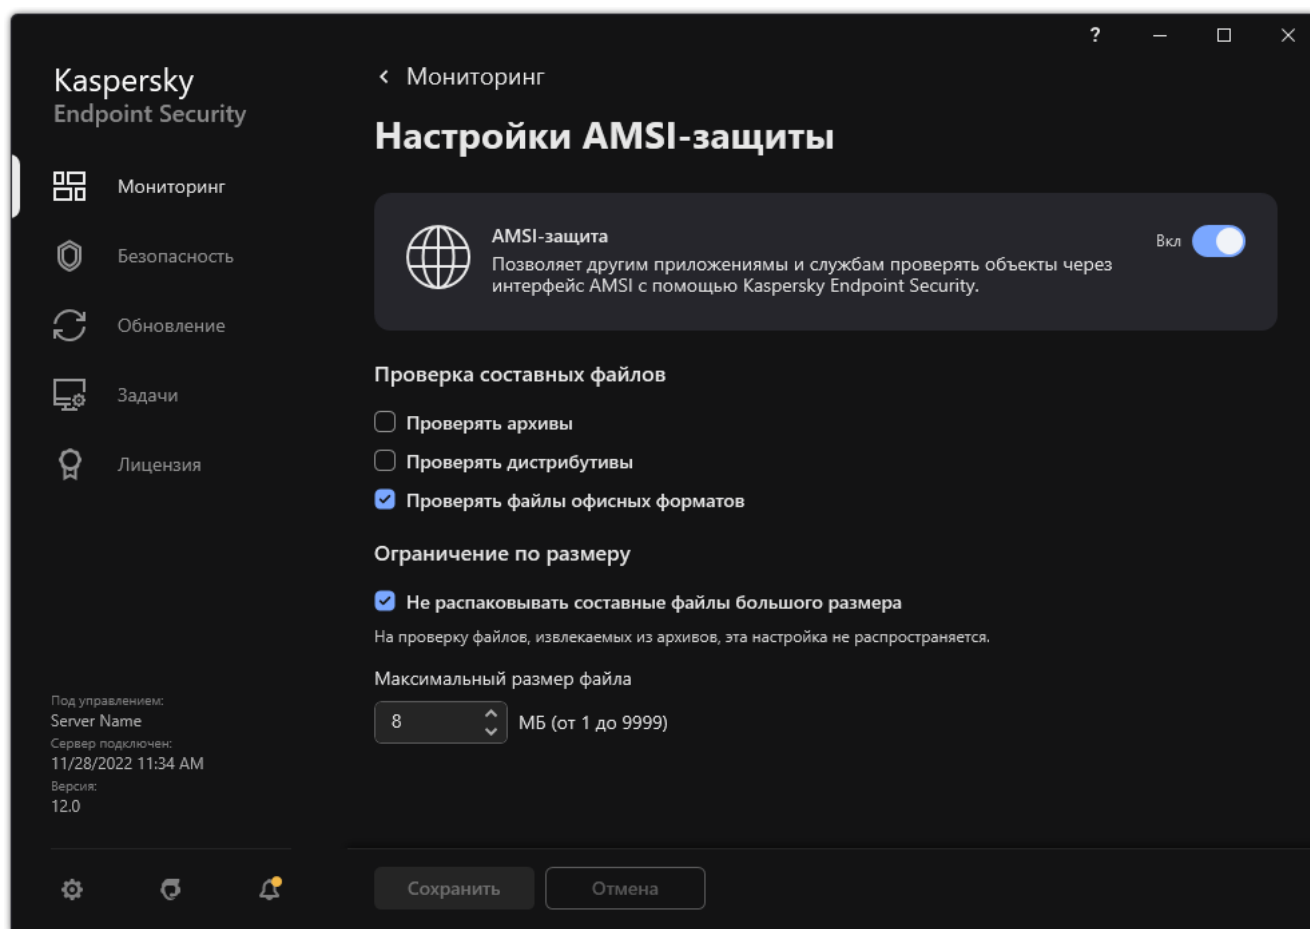 ?
Kaspersky
Endpoint Security
Мониторинг
Безопасность
Обновление
Задачи
Лицензия
Под управлением:
Server Name
Сервер подключен:
11/28/2022 11:34 AM
Версия:
12.0
Мониторинг
Настройки AMSI-защиты
AMSI-защита
Вкл
Позволяет другим приложениямы и службам проверять объекты через
интерфейс AMSI с помощью Kaspersky Endpoint Security.
Проверка составных файлов
Проверять архивы
Проверять дистрибутивы
Проверять файлы офисных форматов
Ограничение по размеру
Не распаковывать составные файлы большого размера
На проверку файлов, извлекаемых из архивов, эта настройка не распространяется.
Максимальный размер файла
8 МБ (от 1 до 9999)
Сохранить
Отмена